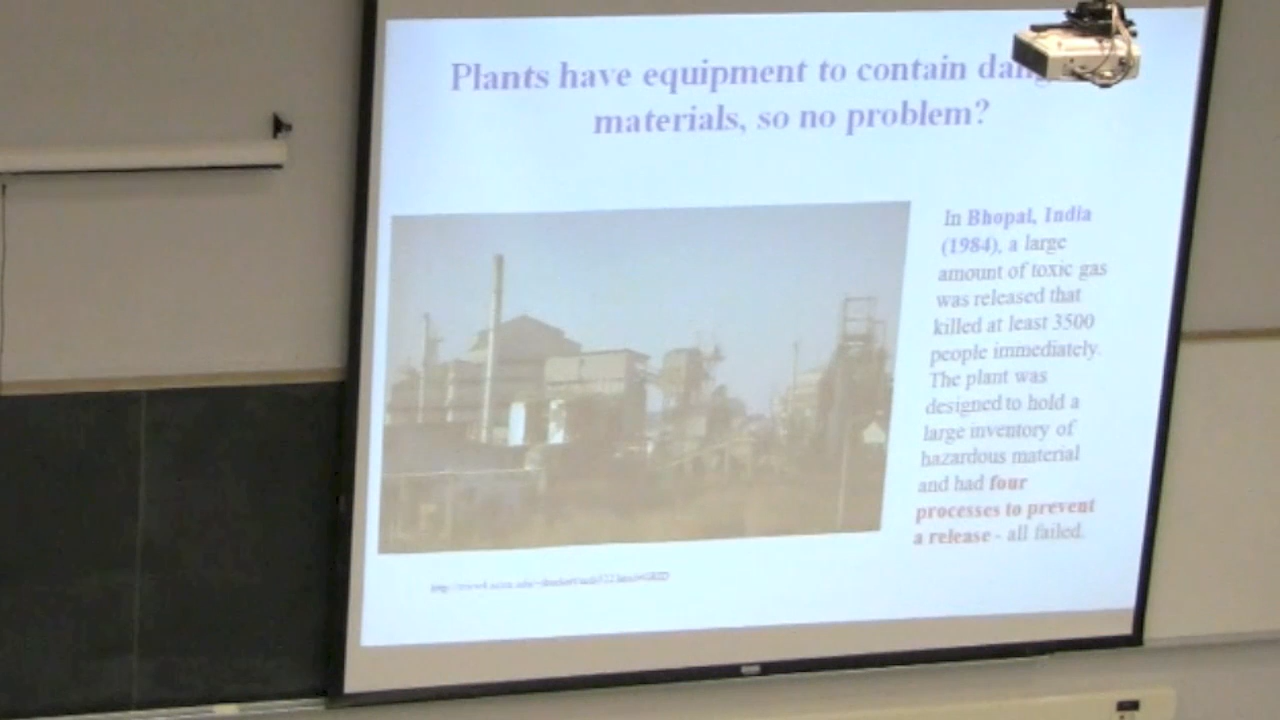 Plants have equipment to contain
materials, so no problem?
In Bhopal, India
(1984), a large
amount of toxic gas
was released that
killed at least 3500
people immediately.
The plant was
designed to hold a
large inventory of
hazardous material
and had four
processes to prevent
a release - all failed.